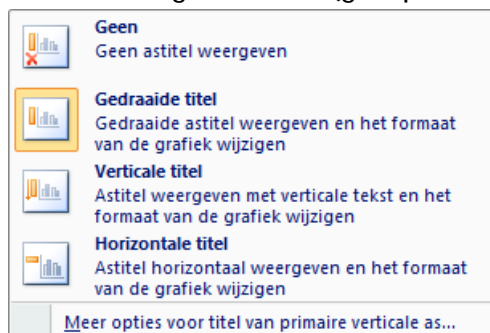 Geen
Geen astitel weergeven
Gedraaide titel
Gedraaide astitel weergeven en het formaat
van de grafiek wijzigen
Verticale titel
Astitel weergeven met verticale tekst en het
formaat van de grafiek wijzigen
Horizontale titel
Astitel horizontaal weergeven en het formaat
van de grafiek wijzigen
Meer opties voor titel van primaire verticale as...